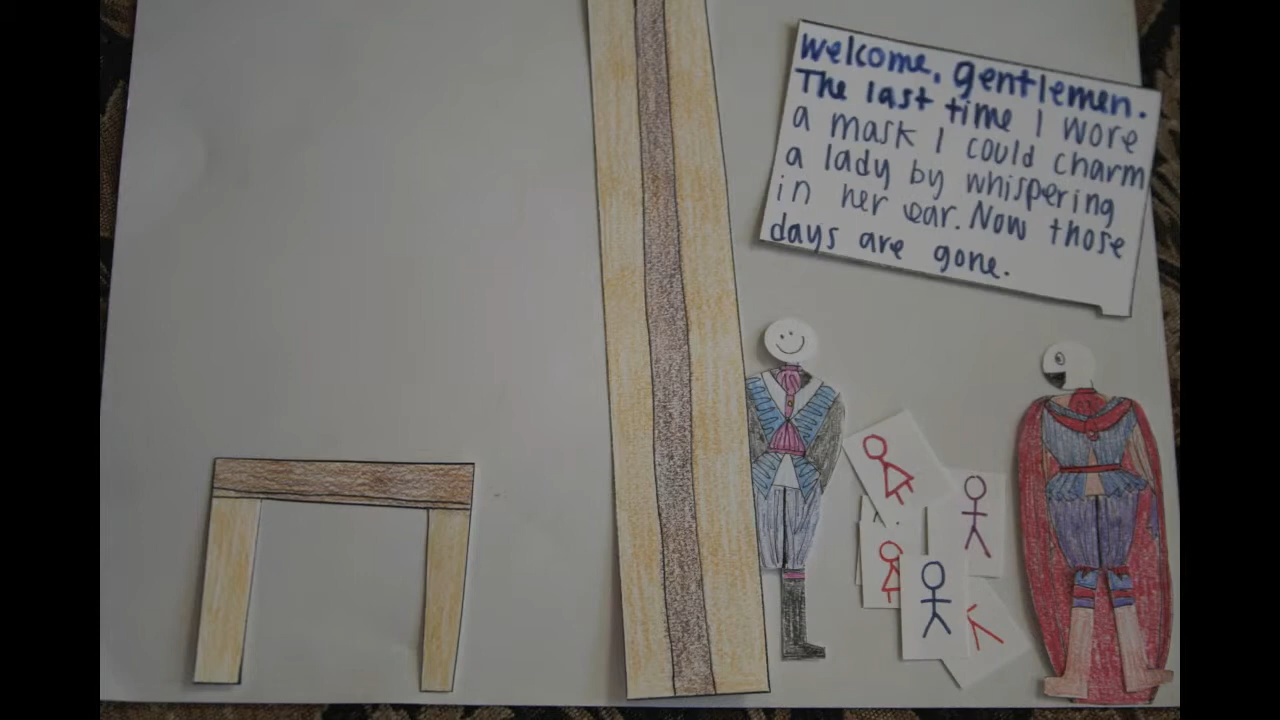 welcome, gentlemen.
The last time I wore
a mask I could charm
a lady by whispering
in her ear. Now those
days are gone.